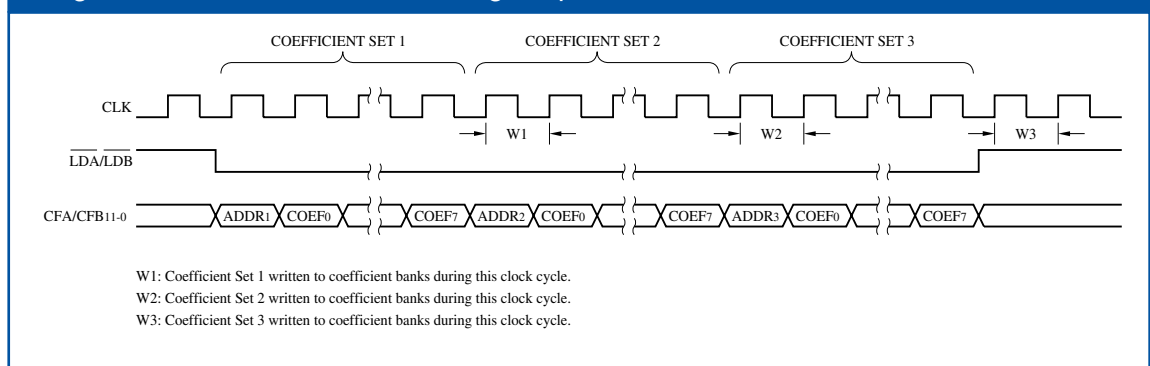 COEFFICIENT SET 1 COEFFICIENT SET 2 COEFFICIENT SET 3
CLK
W1 W2 W3
LDA/LDB
CFA/CFB11-0 ADDR1 COEF0 COEF7 ADDR2 COEF0 COEF7 ADDR3 COEF0 COEF7
W1: Coefficient Set 1 written to coefficient banks during this clock cycle.
W2: Coefficient Set 2 written to coefficient banks during this clock cycle.
W3: Coefficient Set 3 written to coefficient banks during this clock cycle.